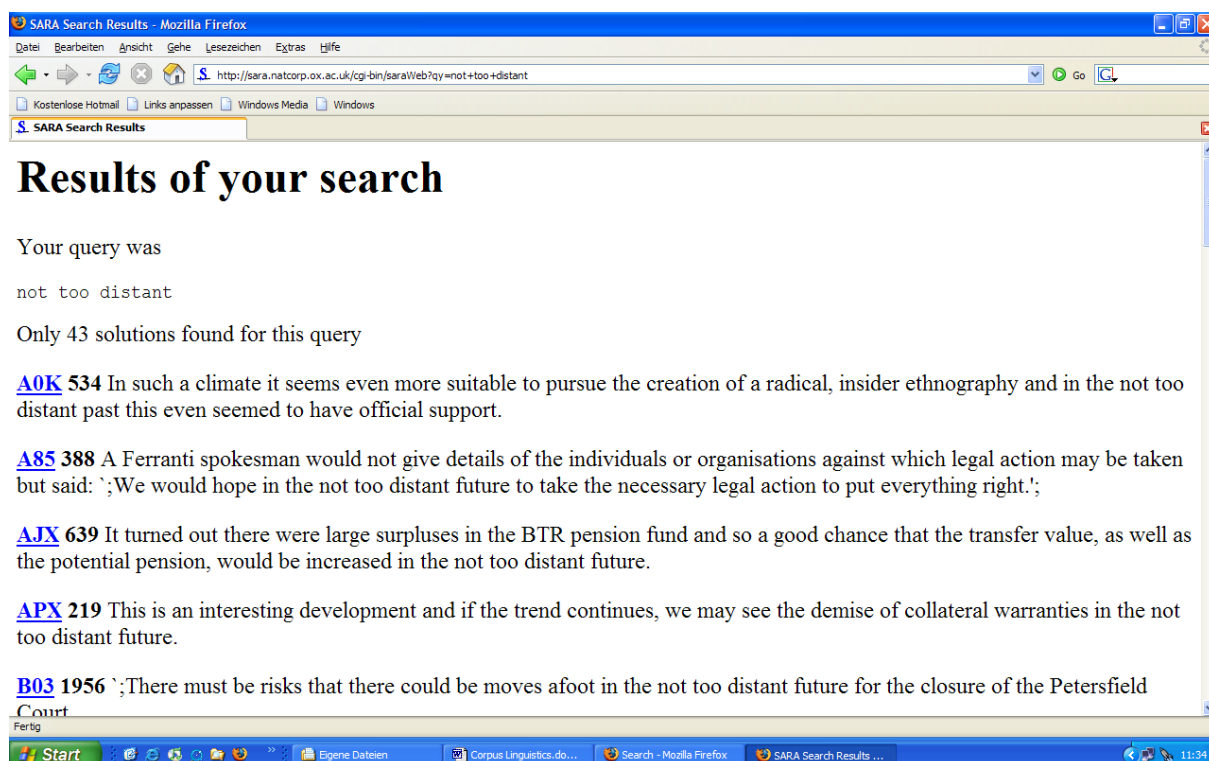 SARA Search Results - Mozilla Firefox
Datei Bearbeiten Ansicht Gehe Lesezeichen Extras Hilfe
http://sara.natcorp.ox.ac.uk/cgi-bin/saraWeb?qy=not+too+distant Go
Kostenlose Hotmail Links anpassen Windows Media Windows
SARA Search Results
Results of your search
Your query was
not too distant
Only 43 solutions found for this query
A0K 534 In such a climate it seems even more suitable to pursue the creation of a radical, insider ethnography and in the not too
distant past this even seemed to have official support.
A85 388 A Ferranti spokesman would not give details of the individuals or organisations against which legal action may be taken
but said: `;We would hope in the not too distant future to take the necessary legal action to put everything right.';
AJX 639 It turned out there were large surpluses in the BTR pension fund and so a good chance that the transfer value, as well as
the potential pension, would be increased in the not too distant future.
APX 219 This is an interesting development and if the trend continues, we may see the demise of collateral warranties in the not
too distant future.
B03 1956 `;There must be risks that there could be moves afoot in the not too distant future for the closure of the Petersfield
Court
Fertig
Start Eigene Dateien Corpus Linguistics.do... Search - Mozilla Firefox SARA Search Results ... 11:34